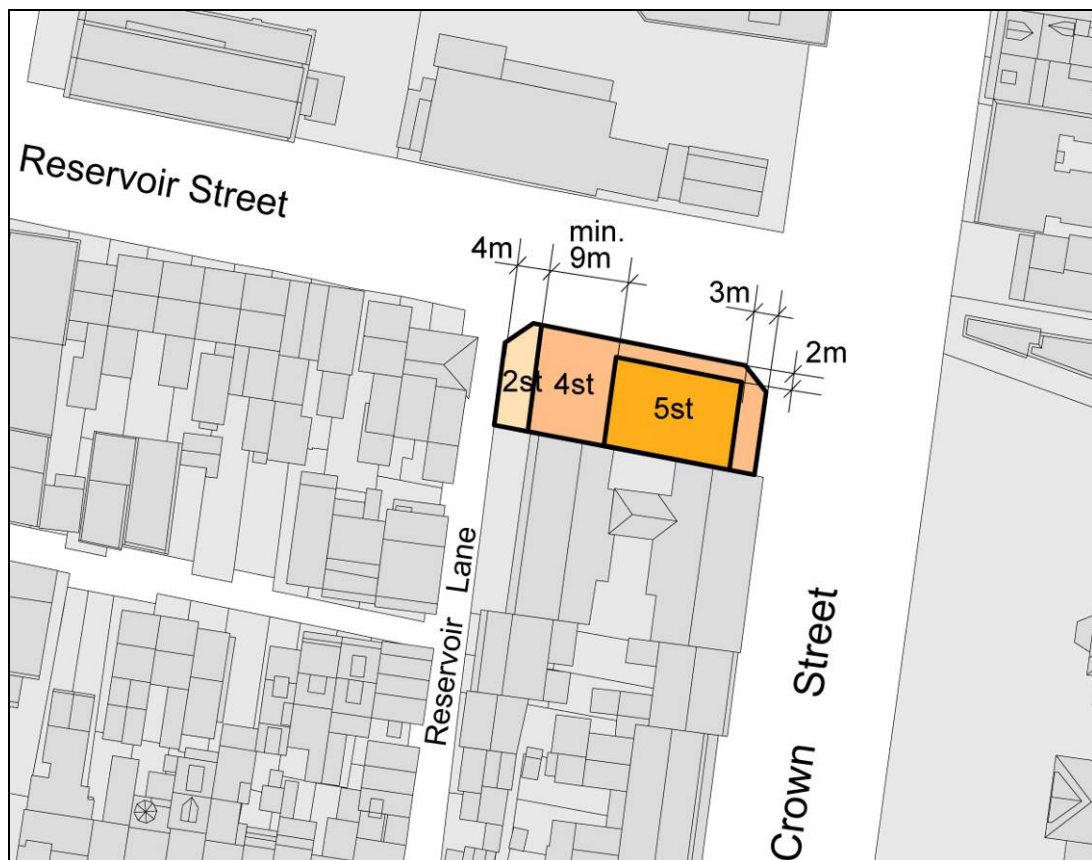 Reservoir Street
4m
min.
9m
3m
2m
2st
4st
5st
Reservoir Lane
Crown Street